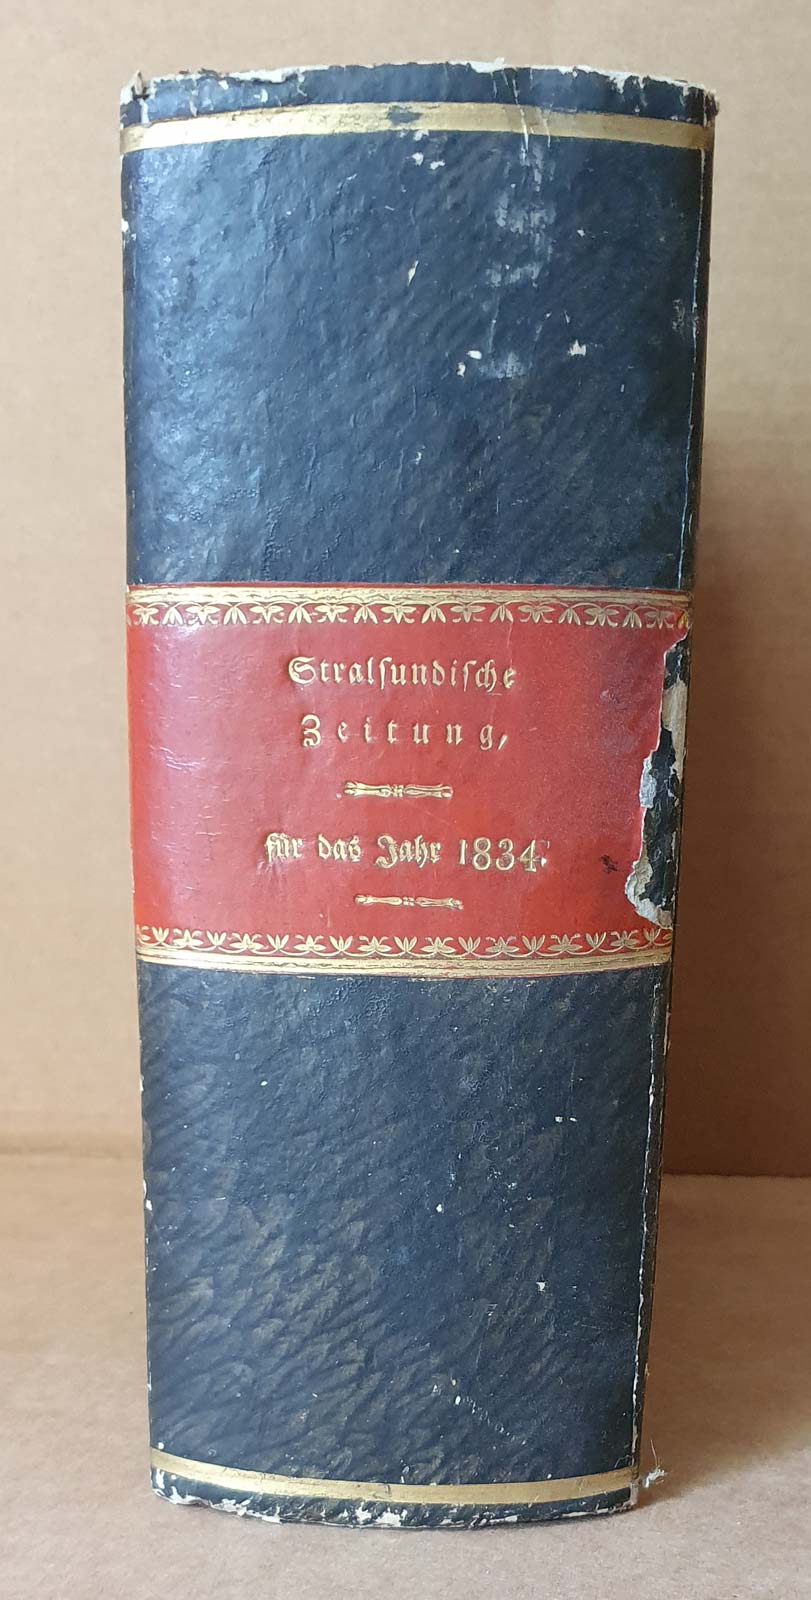 Stralſundiſche
Zeitung,
für das Jahr 1834.